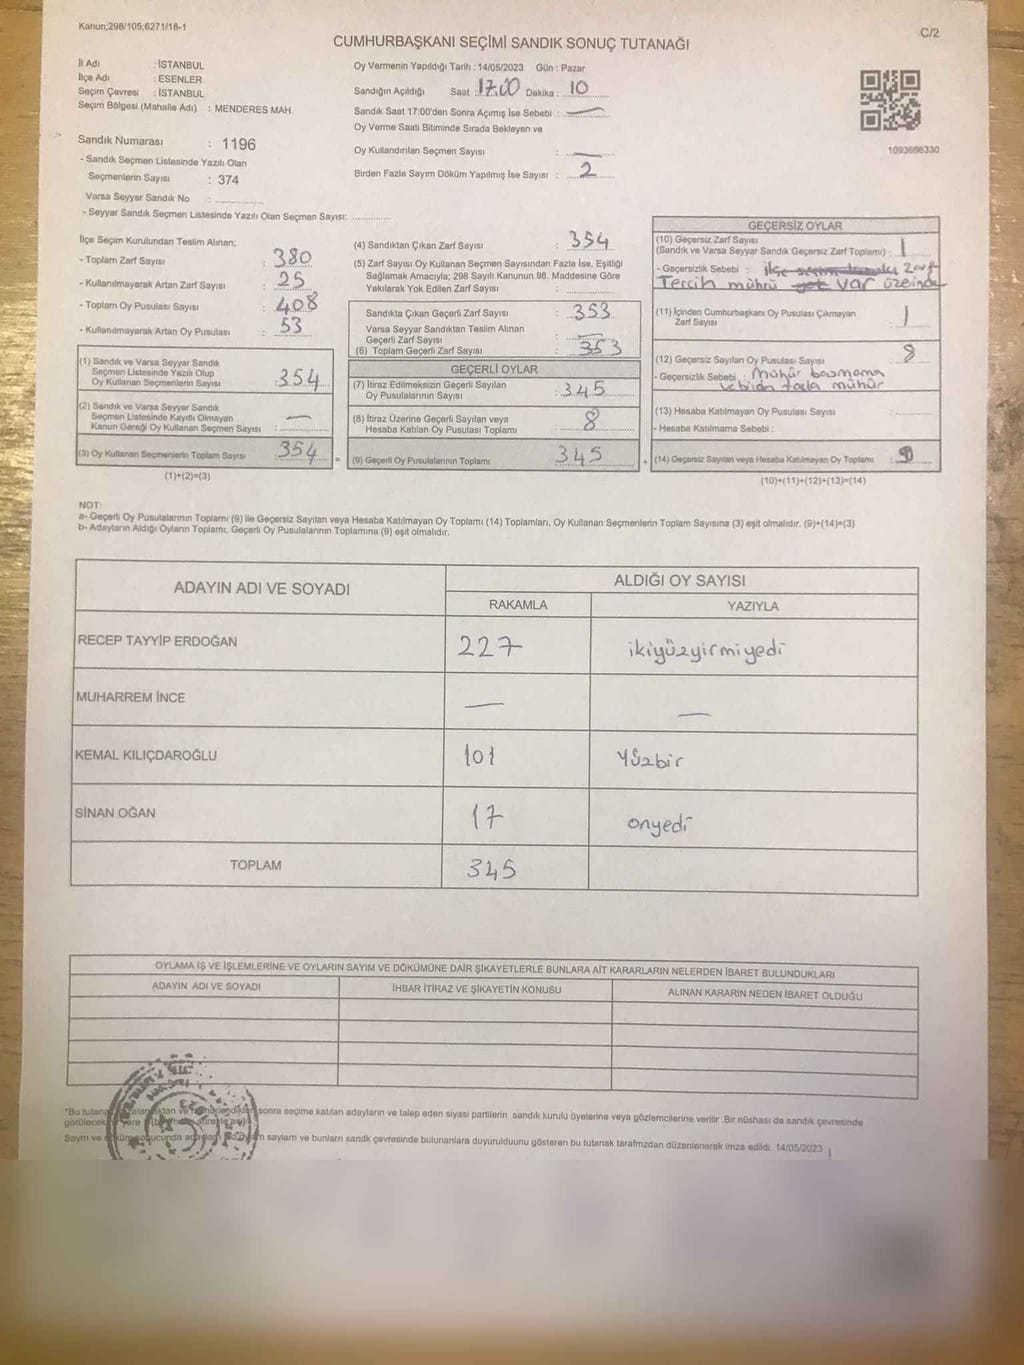 Kanun,298/105;6271/18-1
C/2
CUMHURBAŞKANI SEÇİMİ SANDIK SONUÇ TUTANAĞI
İl Adı : İSTANBUL
İlçe Adı : ESENLER
Seçim Çevresi : İSTANBUL
Seçim Bölgesi (Mahalle Adı) : MENDERES MAH.
Sandık Numarası : 1196
- Sandık Seçmen Listesinde Yazılı Olan
Seçmenlerin Sayısı : 374
Varsa Seyyar Sandık No :
- Seyyar Sandık Seçmen Listesinde Yazılı Olan Seçmen Sayısı:
Oy Vermenin Yapıldığı Tarih : 14/05/2023 Gün : Pazar
Sandığın Açıldığı Saat : 17.00 Dakika : 10
Sandık Saat 17:00'den Sonra Açımış İse Sebebi : —
Oy Verme Saati Bitiminde Sırada Bekleyen ve
Oy Kullandırılan Seçmen Sayısı : —
Birden Fazla Sayım Döküm Yapılmış İse Sayısı : 2
1093698330
İlçe Seçim Kurulundan Teslim Alınan;
- Toplam Zarf Sayısı : 380
- Kullanılmayarak Artan Zarf Sayısı : 25
- Toplam Oy Pusulası Sayısı : 408
- Kullanılmayarak Artan Oy Pusulası : 53
(1) Sandık ve Varsa Seyyar Sandık
Seçmen Listesinde Yazılı Olup
Oy Kullanan Seçmenlerin Sayısı : 354
(2) Sandık ve Varsa Seyyar Sandık
Seçmen Listesinde Kayıtlı Olmayan
Kanun Gereği Oy Kullanan Seçmen Sayısı : —
(3) Oy Kullanan Seçmenlerin Toplam Sayısı : 354
(1)+(2)=(3)
(4) Sandıktan Çıkan Zarf Sayısı : 354
(5) Zarf Sayısı Oy Kullanan Seçmen Sayısından Fazla İse, Eşitliği
Sağlamak Amacıyla; 298 Sayılı Kanunun 98. Maddesine Göre
Yakılarak Yok Edilen Zarf Sayısı :
Sandıkta Çıkan Geçerli Zarf Sayısı : 353
Varsa Seyyar Sandıktan Teslim Alınan
Geçerli Zarf Sayısı : —
(6) Toplam Geçerli Zarf Sayısı : 353
GEÇERLİ OYLAR
(7) İtiraz Edilmeksizin Geçerli Sayılan
Oy Pusulalarının Sayısı : 345
(8) İtiraz Üzerine Geçerli Sayılan veya
Hesaba Katılan Oy Pusulası Toplamı : 8
= (9) Geçerli Oy Pusulalarının Toplamı 345
GEÇERSİZ OYLAR
(10) Geçersiz Zarf Sayısı
(Sandık ve Varsa Seyyar Sandık Geçersiz Zarf Toplamı) : 1
- Geçersizlik Sebebi : Zarf
Tercih mührü var üzeinde
(11) İçinden Cumhurbaşkanı Oy Pusulası Çıkmayan
Zarf Sayısı : 1
(12) Geçersiz Sayılan Oy Pusulası Sayısı : 8
- Geçersizlik Sebebi : Mühür basmama
ve birden fazla mühür
(13) Hesaba Katılmayan Oy Pusulası Sayısı :
- Hesaba Katılmama Sebebi :
+ (14) Geçersiz Sayılan veya Hesaba Katılmayan Oy Toplamı : 9
(10)+(11)+(12)+(13)=(14)
NOT:
a- Geçerli Oy Pusulalarının Toplamı (9) ile Geçersiz Sayılan veya Hesaba Katılmayan Oy Toplamı (14) Toplamları, Oy Kullanan Seçmenlerin Toplam Sayısına (3) eşit olmalıdır. (9)+(14)=(3)
b- Adayların Aldığı Oyların Toplamı, Geçerli Oy Pusulalarının Toplamına (9) eşit olmalıdır.
ADAYIN ADI VE SOYADI
ALDIĞI OY SAYISI
RAKAMLA YAZIYLA
RECEP TAYYİP ERDOĞAN 227 ikiyüzyirmiyedi
MUHARREM İNCE — —
KEMAL KILIÇDAROĞLU 101 Yüzbir
SİNAN OĞAN 17 onyedi
TOPLAM 345
OYLAMA İŞ VE İŞLEMLERİNE VE OYLARIN SAYIM VE DÖKÜMÜNE DAİR ŞİKAYETLERLE BUNLARA AİT KARARLARIN NELERDEN İBARET BULUNDUKLARI
ADAYIN ADI VE SOYADI İHBAR İTİRAZ VE ŞİKAYETİN KONUSU ALINAN KARARIN NEDEN İBARET OLDUĞU
*Bu tutanak sonra seçime katılan adayların ve talep eden siyasi partilerin sandık kurulu üyelerine veya gözlemcilerine verilir .Bir nüshası da sandık çevresinde
görülecek yere
Sayım ve saylam ve bunların sandık çevresinde bulunanlara duyurulduunu gösteren bu tutanak tarafmzdan düzenlenerek imza edildi. 14/05/2023